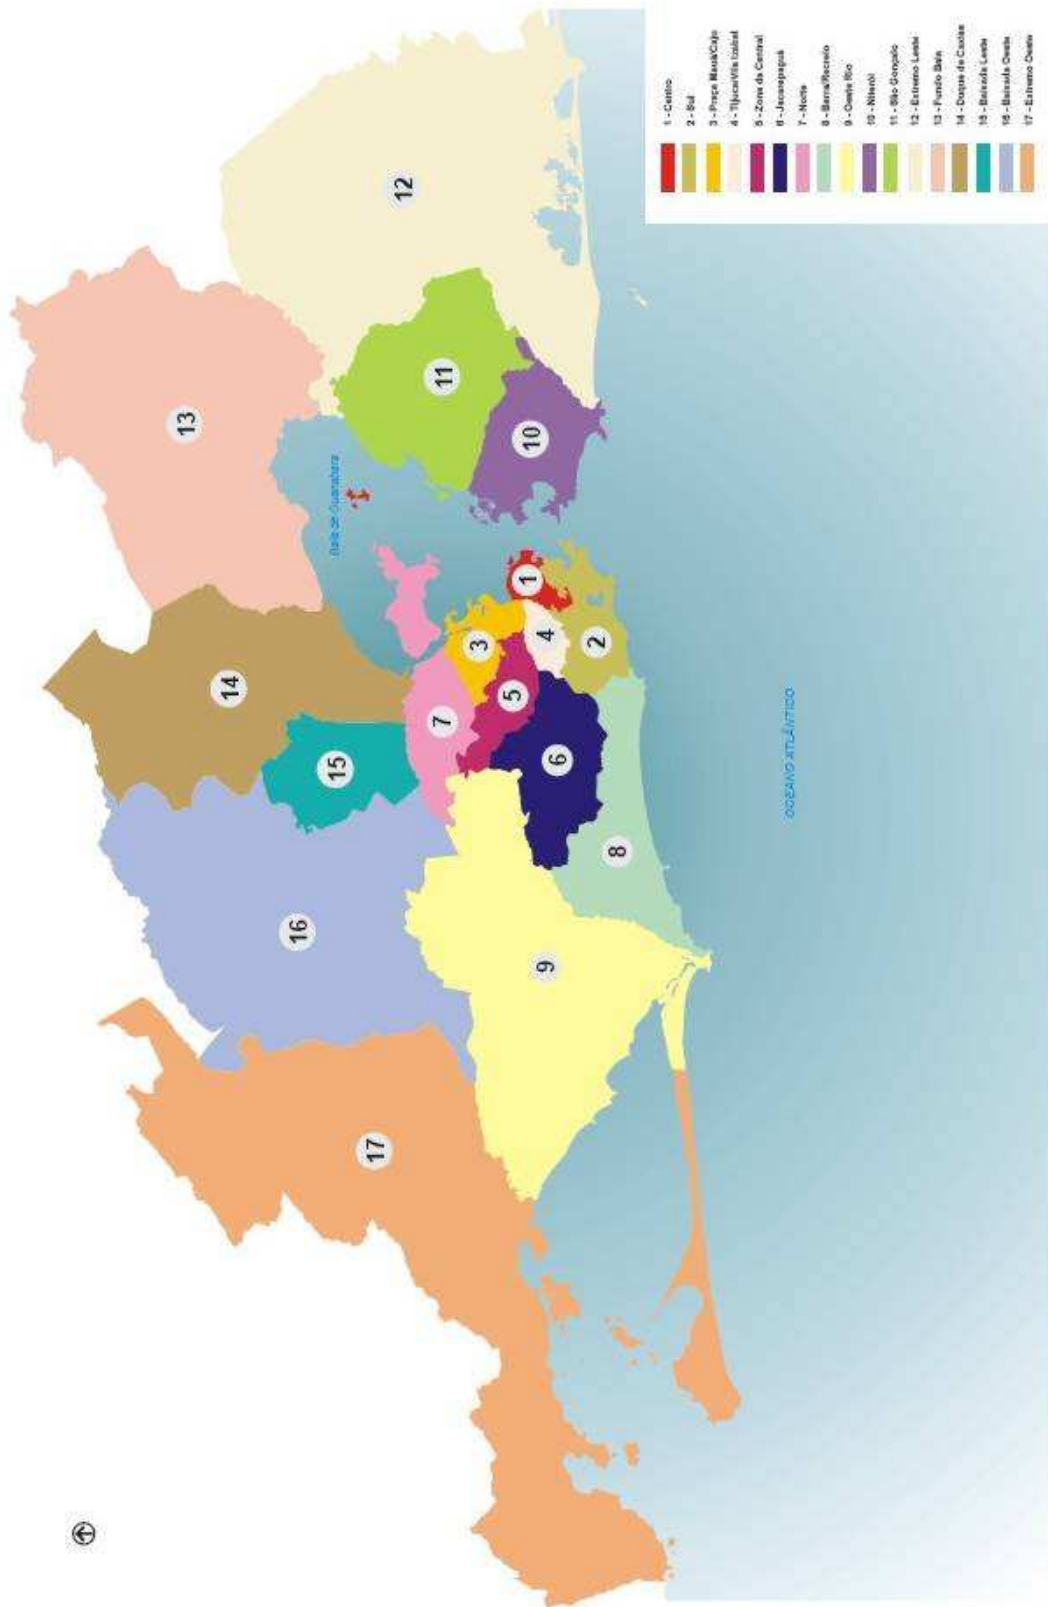 12
13
11
10
Baía de Guanabara
1
14
3
4
2
7
5
15
6
OCEANO ATLÂNTICO
8
16
9
17
1 - Centro
2 - Sul
3 - Praça Mauá/Caju
4 - Tijuca/Vila Izabel
5 - Zona da Central
6 - Jacarepaguá
7 - Norte
8 - Barra/Recreio
9 - Oeste Rio
10 - Niterói
11 - São Gonçalo
12 - Extremo Leste
13 - Fundo Baía
14 - Duque de Caxias
15 - Baixada Leste
16 - Baixada Oeste
17 - Extremo Oeste